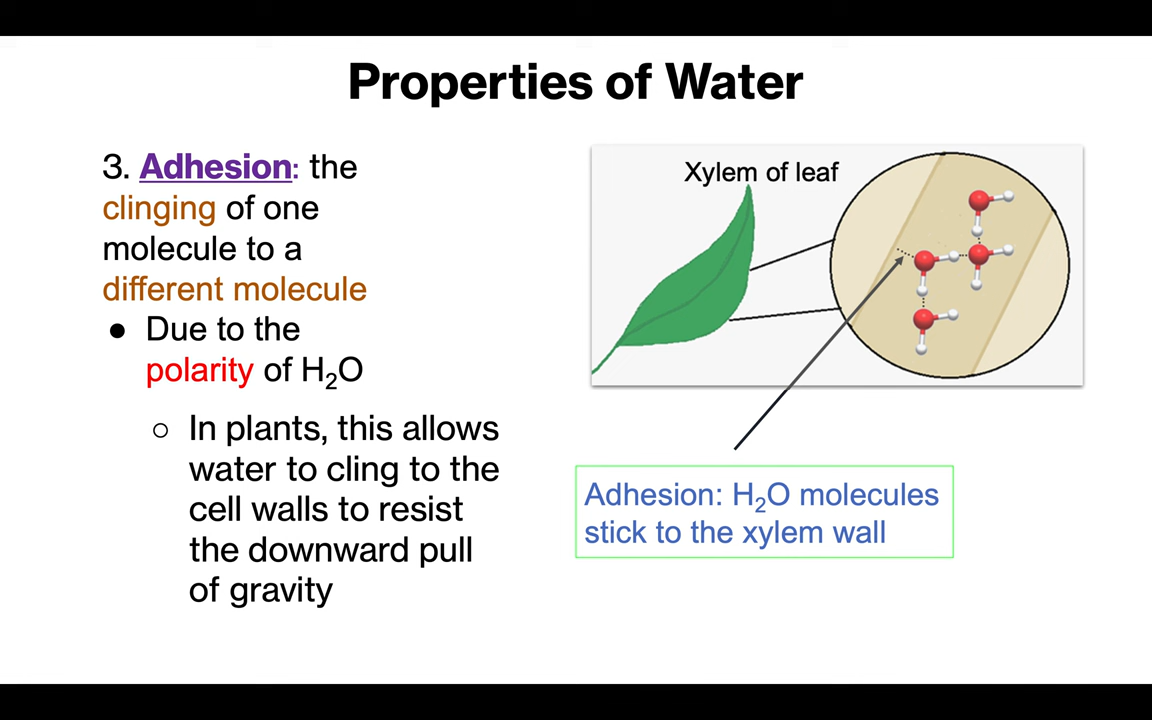 Properties of Water
3. Adhesion: the
clinging of one
molecule to a
different molecule
● Due to the
polarity of H₂O
○ In plants, this allows
water to cling to the
cell walls to resist
the downward pull
of gravity
Xylem of leaf
Adhesion: H₂O molecules
stick to the xylem wall